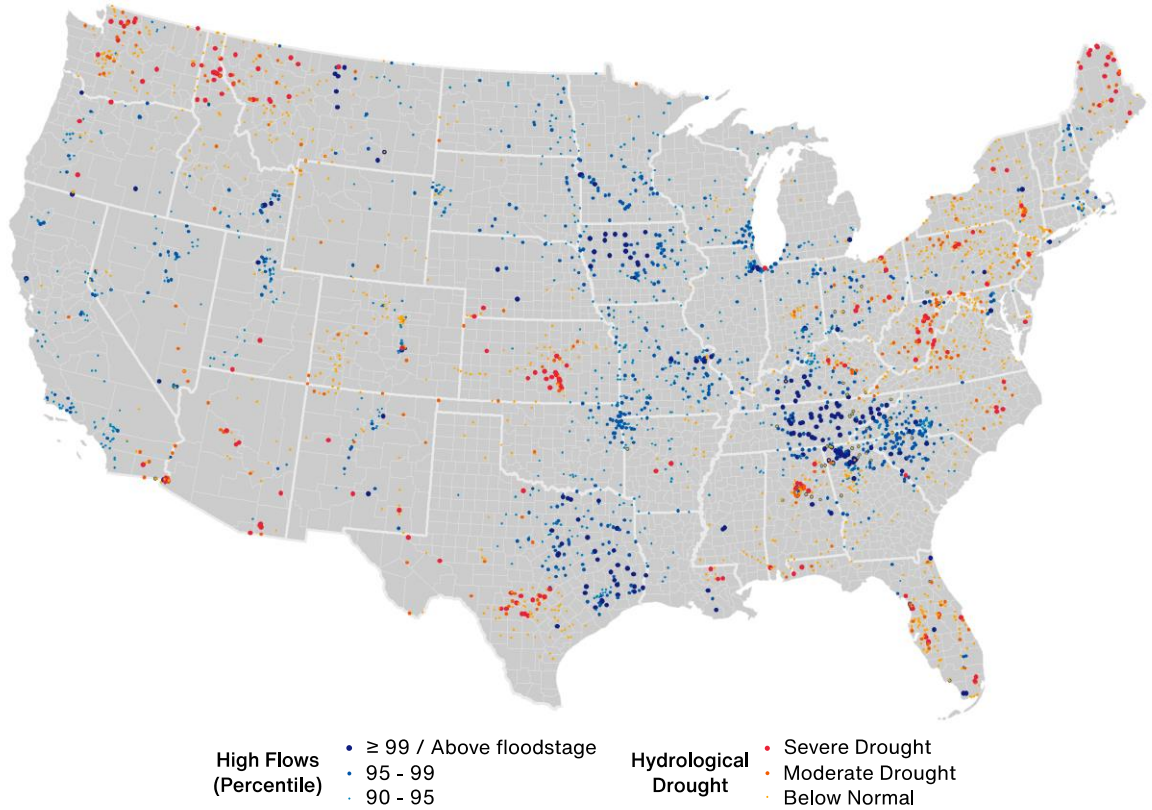 High Flows
(Percentile)
≥ 99 / Above floodstage
95 - 99
90 - 95
Hydrological
Drought
Severe Drought
Moderate Drought
Below Normal